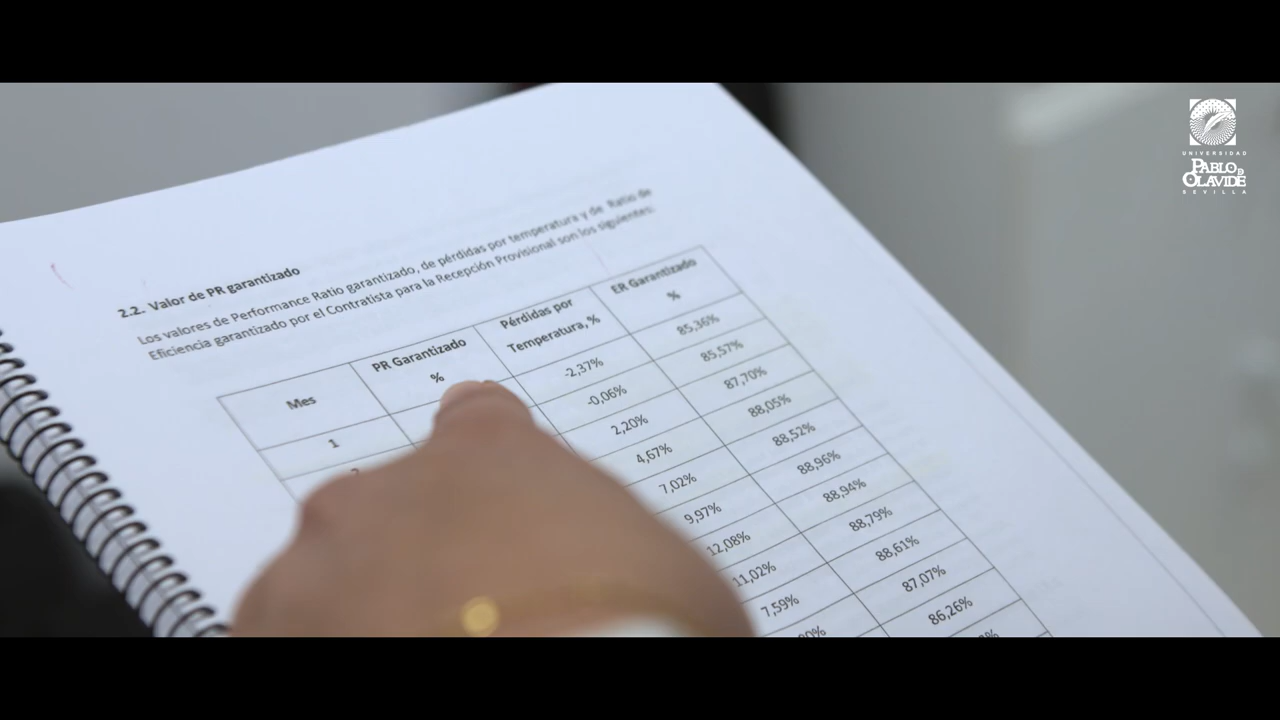 UNIVERSIDAD
PABLO D
OLAVIDE
SEVILLA
2.2. Valor de PR garantizado
Los valores de Performance Ratio garantizado, de pérdidas por temperatura y de Ratio de
Eficiencia garantizado por el Contratista para la Recepción Provisional son los siguientes:
Mes PR Garantizado % Pérdidas por Temperatura, % ER Garantizado %
1 -2,37% 85,36%
-0,06% 85,57%
2,20% 87,70%
4,67% 88,05%
7,02% 88,52%
9,97% 88,96%
12,08% 88,94%
11,02% 88,79%
7,59% 88,61%
87,07%
86,26%